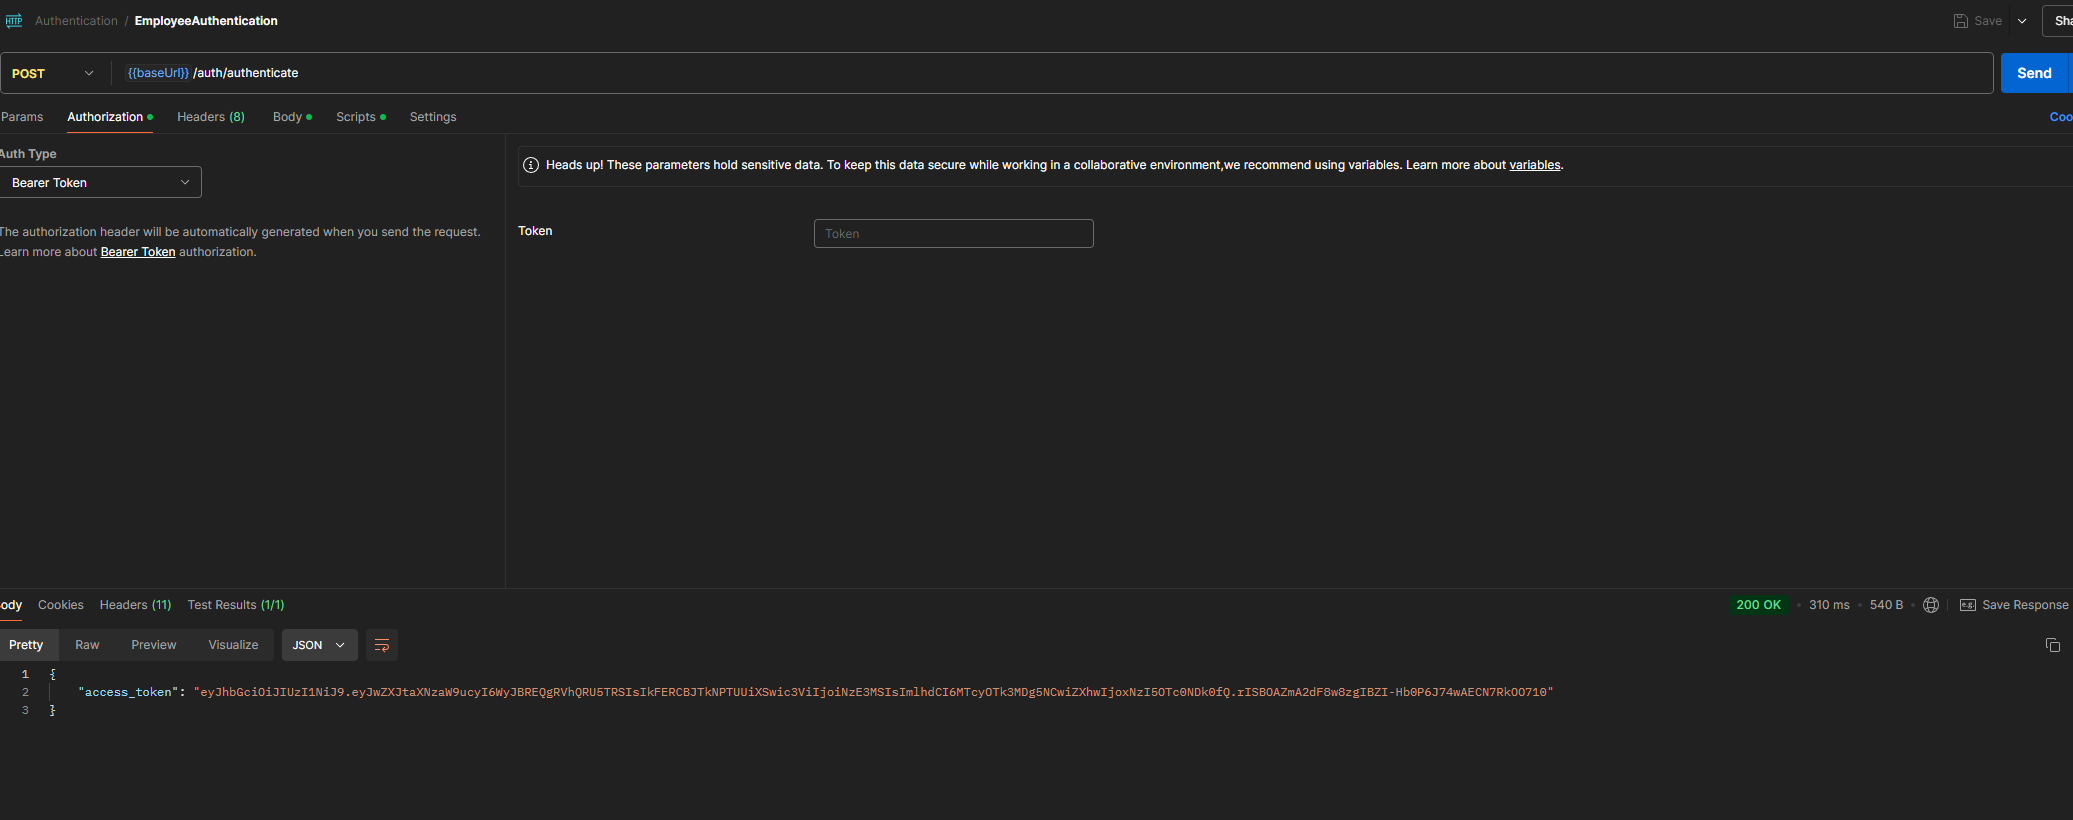 HTTP Authentication / EmployeeAuthentication Save Sha
POST {{baseUrl}} /auth/authenticate Send
Params Authorization Headers (8) Body Scripts Settings Coo
Auth Type
Bearer Token
The authorization header will be automatically generated when you send the request.
Learn more about Bearer Token authorization.
Heads up! These parameters hold sensitive data. To keep this data secure while working in a collaborative environment,we recommend using variables. Learn more about variables.
Token Token
Body Cookies Headers (11) Test Results (1/1) 200 OK • 310 ms • 540 B • e.g. Save Response
Pretty Raw Preview Visualize JSON
1 {
2 "access_token": "eyJhbGciOiJIUzI1NiJ9.eyJwZXJtaXNzaW9ucyI6WyJBREQgRVhQRU5TRSIsIkFERCBJTkNPTUUiXSwic3ViIjoiNzE3MSIsImlhdCI6MTcyOTk3MDg5NCwiZXhwIjoxNzI5OTc0NDk0fQ.rISBOAZmA2dF8w8zgIBZI-Hb0P6J74wAECN7RkOO710"
3 }